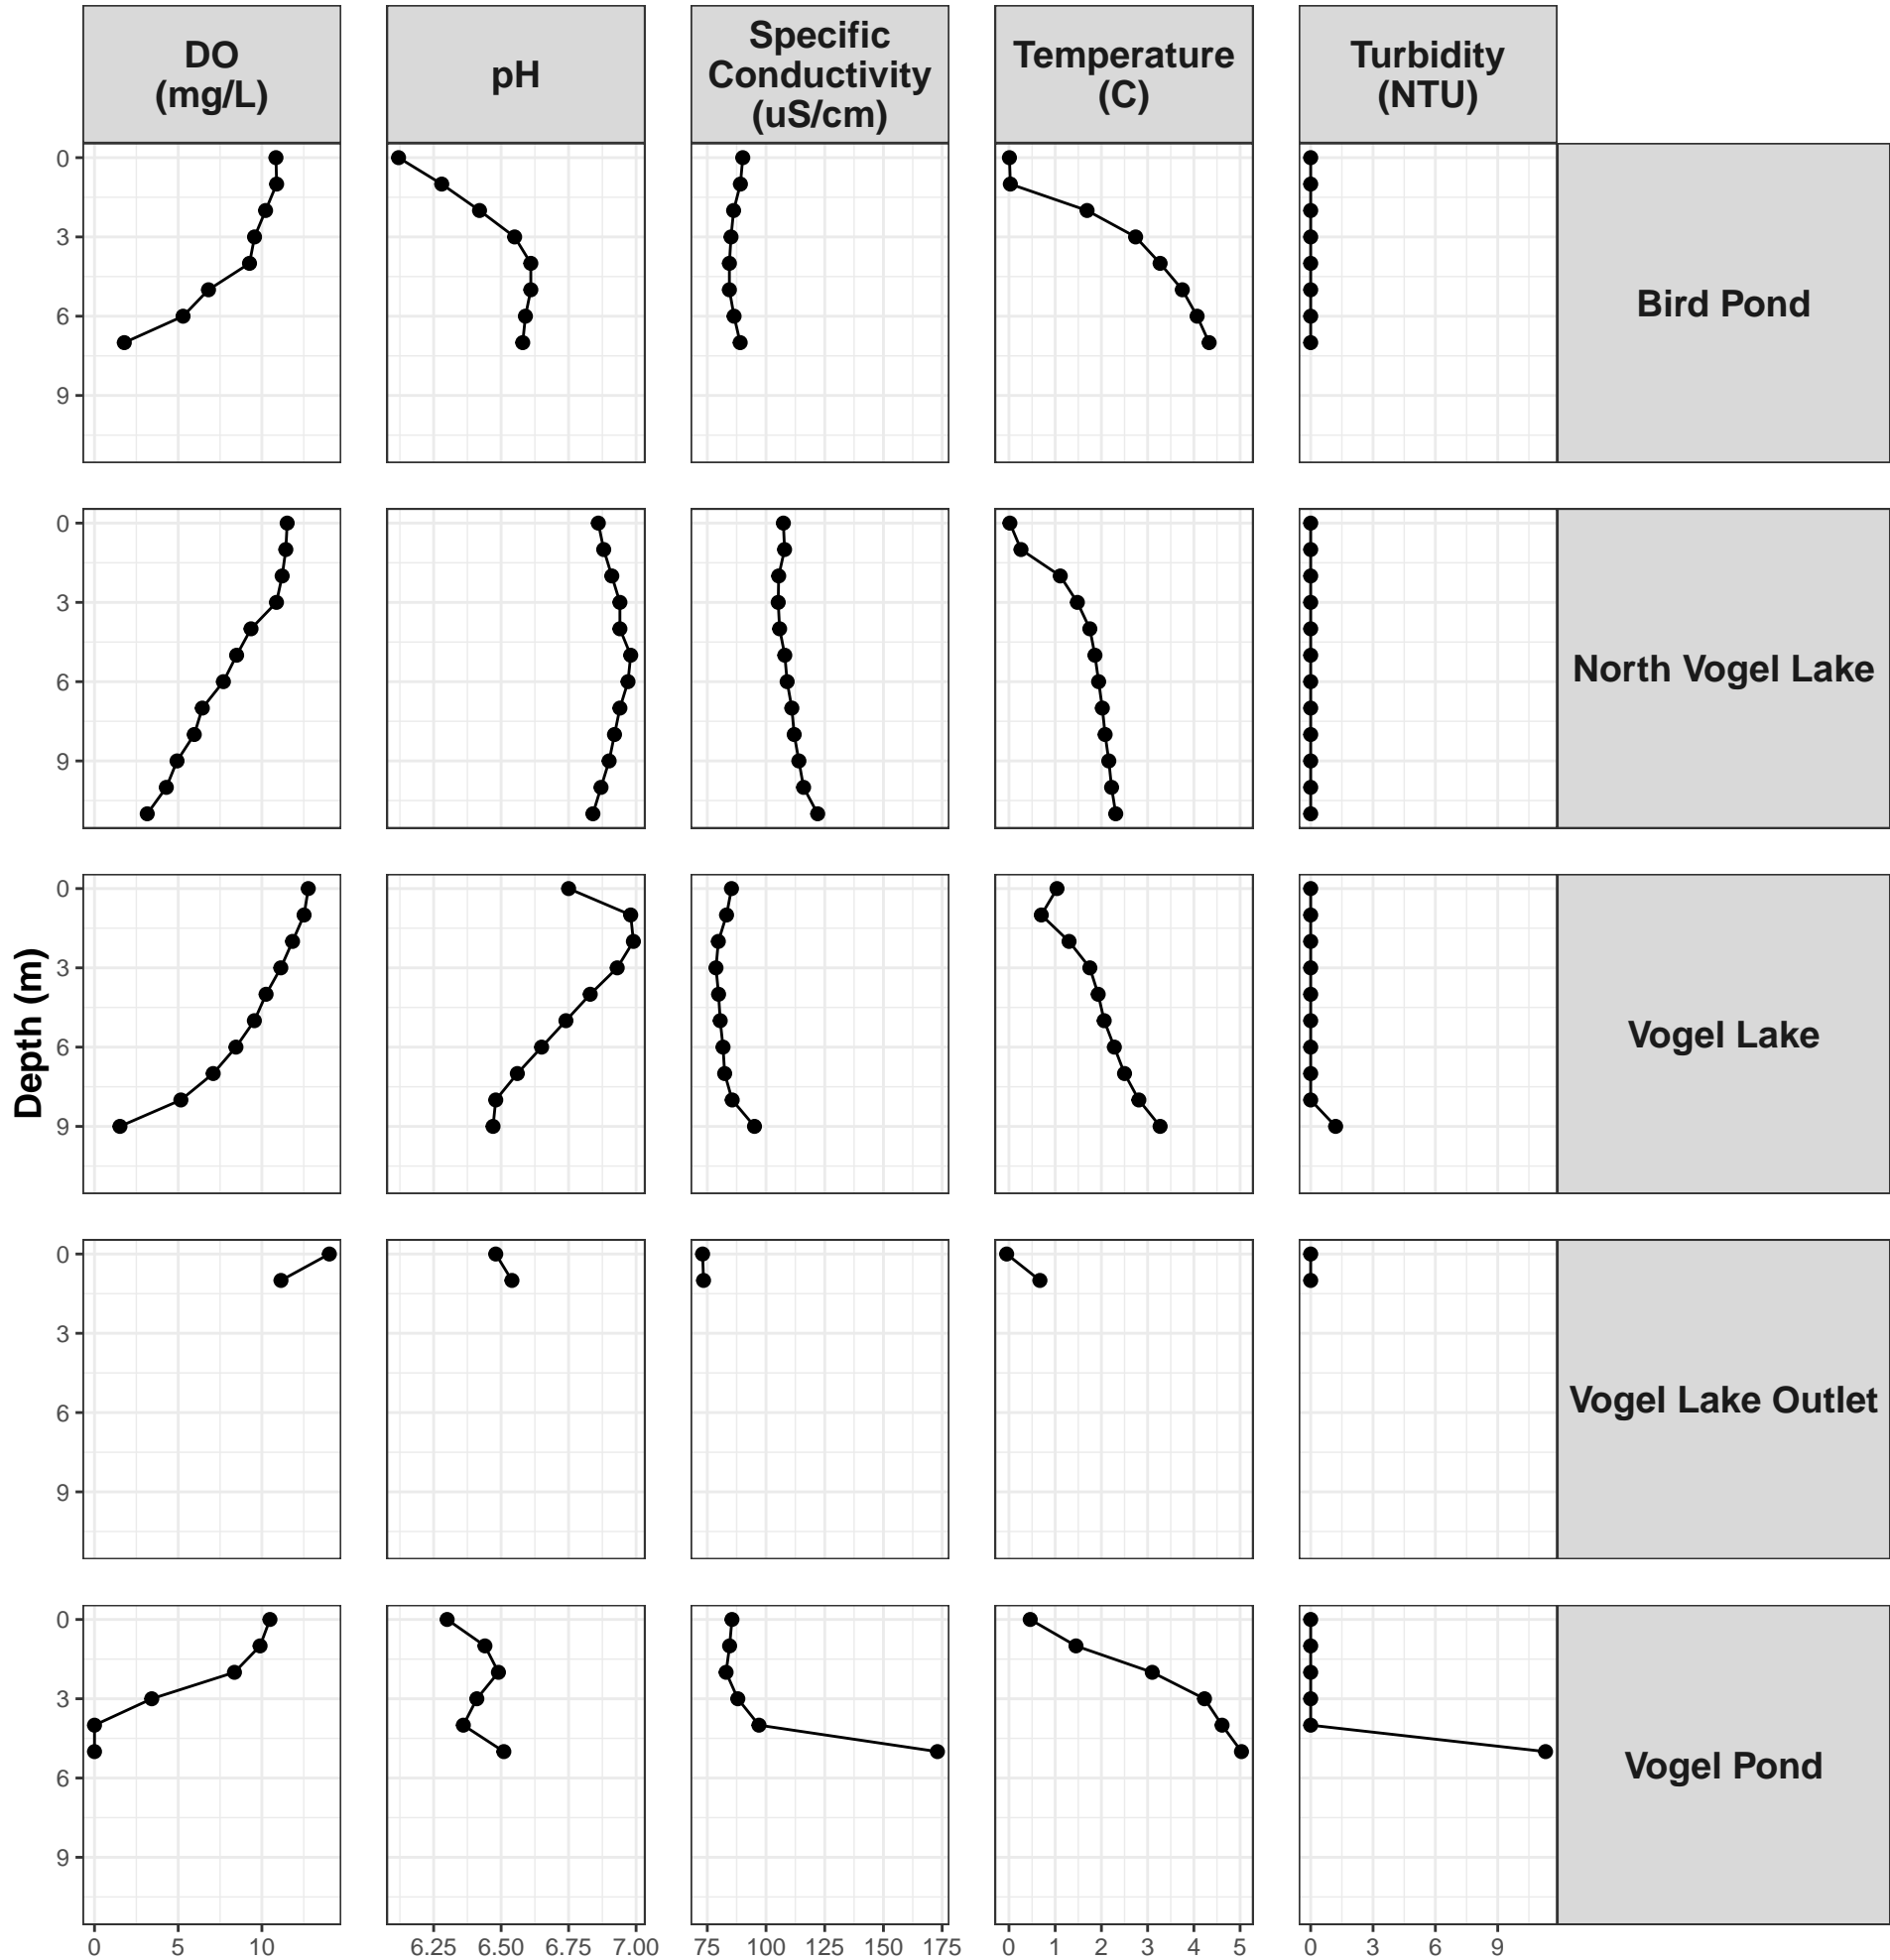 DO
(mg/L)
pH
Specific
Conductivity
(uS/cm)
Temperature
(C)
Turbidity
(NTU)
0
3
6
9
Bird Pond
0
3
6
9
North Vogel Lake
Depth (m)
0
3
6
9
Vogel Lake
0
3
6
9
Vogel Lake Outlet
0
3
6
9
Vogel Pond
0 5 10
6.25 6.50 6.75 7.00
75 100 125 150 175
0 1 2 3 4 5
0 3 6 9